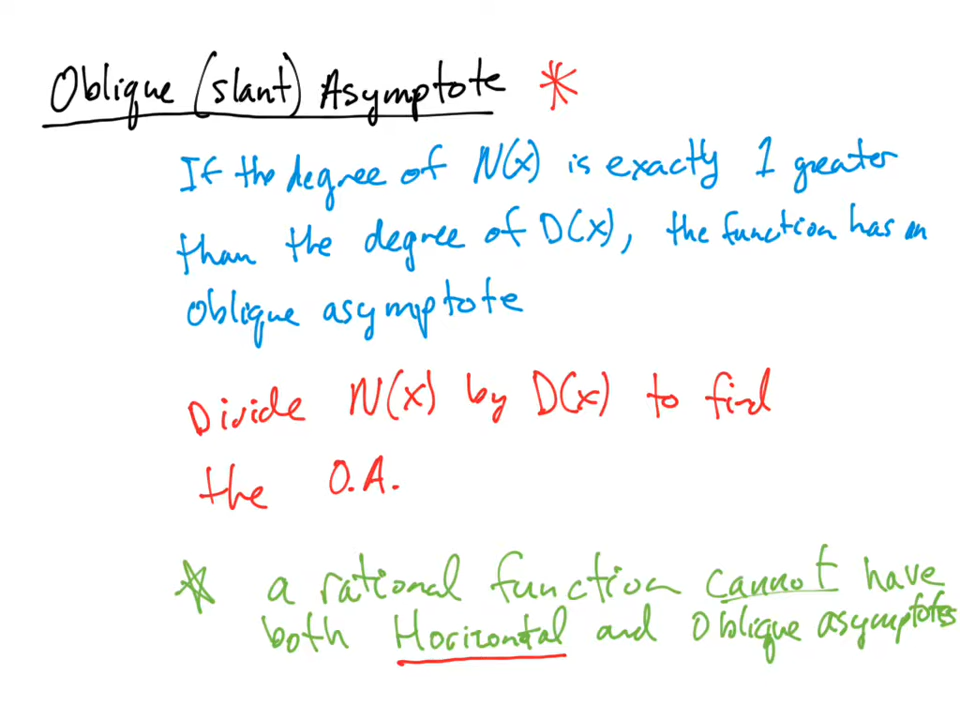 Oblique (slant) Asymptote *
If the degree of N(x) is exactly 1 greater
than the degree of D(x), the function has an
Oblique asymptote
Divide N(x) by D(x) to find
the O.A.
☆ a rational function cannot have
both Horizontal and Oblique asymptotes